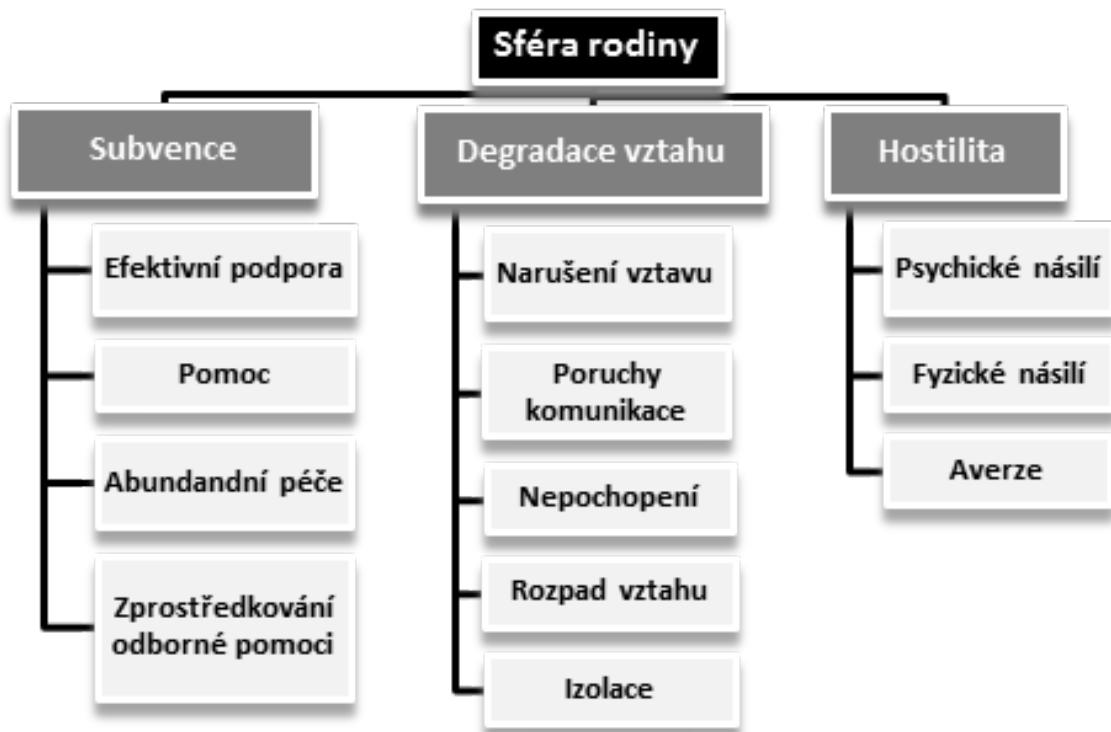 Sféra rodiny
Subvence
Efektivní podpora
Pomoc
Abundandní péče
Zprostředkování
odborné pomoci
Degradace vztahu
Narušení vztavu
Poruchy
komunikace
Nepochopení
Rozpad vztahu
Izolace
Hostilita
Psychické násilí
Fyzické násilí
Averze